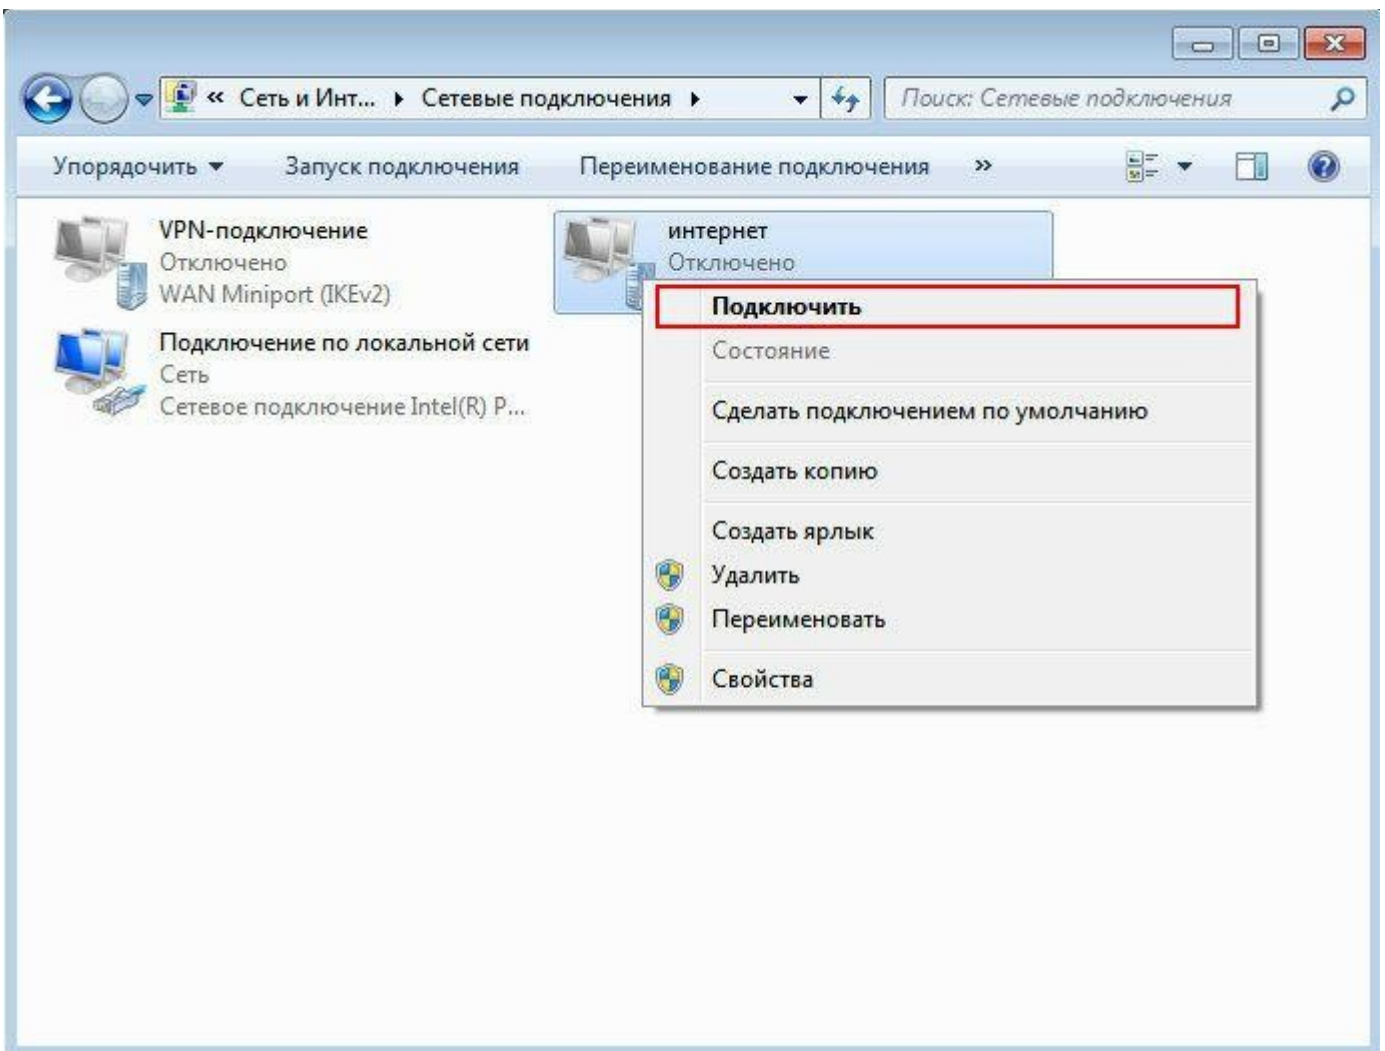 « Сеть и Инт... Сетевые подключения
Поиск: Сетевые подключения
Упорядочить Запуск подключения Переименование подключения »
VPN-подключение
Отключено
WAN Miniport (IKEv2)
интернет
Отключено
Подключение по локальной сети
Сеть
Сетевое подключение Intel(R) P...
Подключить
Состояние
Сделать подключением по умолчанию
Создать копию
Создать ярлык
Удалить
Переименовать
Свойства